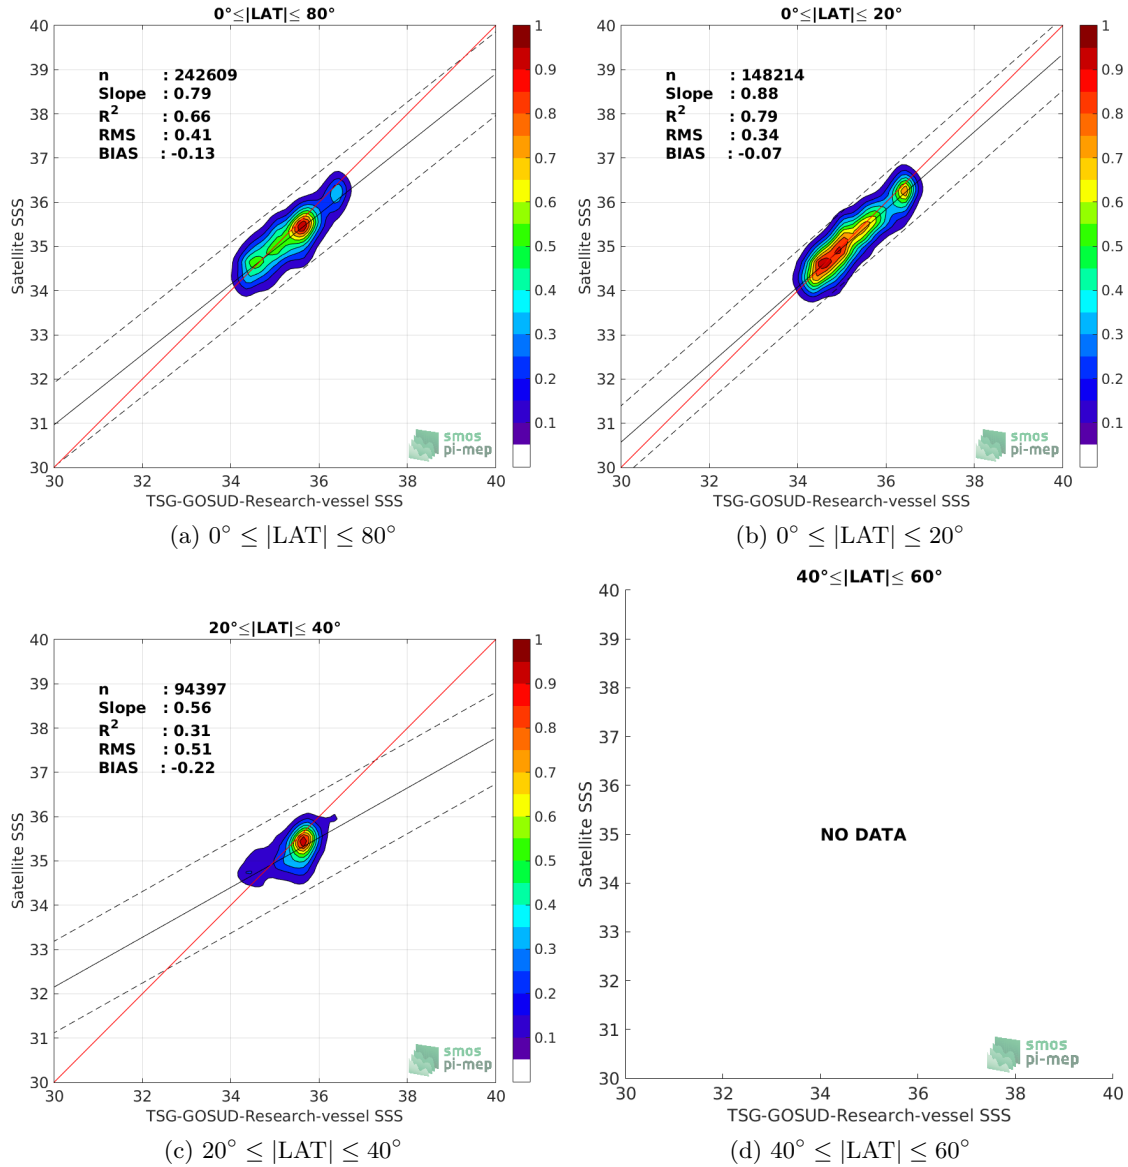 0°≤|LAT|≤ 80°
n : 242609
Slope : 0.79
R² : 0.66
RMS : 0.41
BIAS : -0.13
40
39
38
37
36
35
34
33
32
31
30
Satellite SSS
30 32 34 36 38 40
TSG-GOSUD-Research-vessel SSS
1
0.9
0.8
0.7
0.6
0.5
0.4
0.3
0.2
0.1
smos
pi-mep
(a) 0° ≤ |LAT| ≤ 80°
0°≤|LAT|≤ 20°
n : 148214
Slope : 0.88
R² : 0.79
RMS : 0.34
BIAS : -0.07
40
39
38
37
36
35
34
33
32
31
30
Satellite SSS
30 32 34 36 38 40
TSG-GOSUD-Research-vessel SSS
1
0.9
0.8
0.7
0.6
0.5
0.4
0.3
0.2
0.1
smos
pi-mep
(b) 0° ≤ |LAT| ≤ 20°
20°≤|LAT|≤ 40°
n : 94397
Slope : 0.56
R² : 0.31
RMS : 0.51
BIAS : -0.22
40
39
38
37
36
35
34
33
32
31
30
Satellite SSS
30 32 34 36 38 40
TSG-GOSUD-Research-vessel SSS
1
0.9
0.8
0.7
0.6
0.5
0.4
0.3
0.2
0.1
smos
pi-mep
(c) 20° ≤ |LAT| ≤ 40°
40°≤|LAT|≤ 60°
40
39
38
37
36
35
34
33
32
31
30
Satellite SSS
NO DATA
30 32 34 36 38 40
TSG-GOSUD-Research-vessel SSS
smos
pi-mep
(d) 40° ≤ |LAT| ≤ 60°